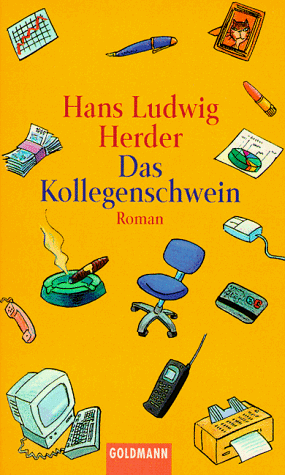 Hans Ludwig
Herder
Das
Kollegenschwein
Roman
GOLDMANN